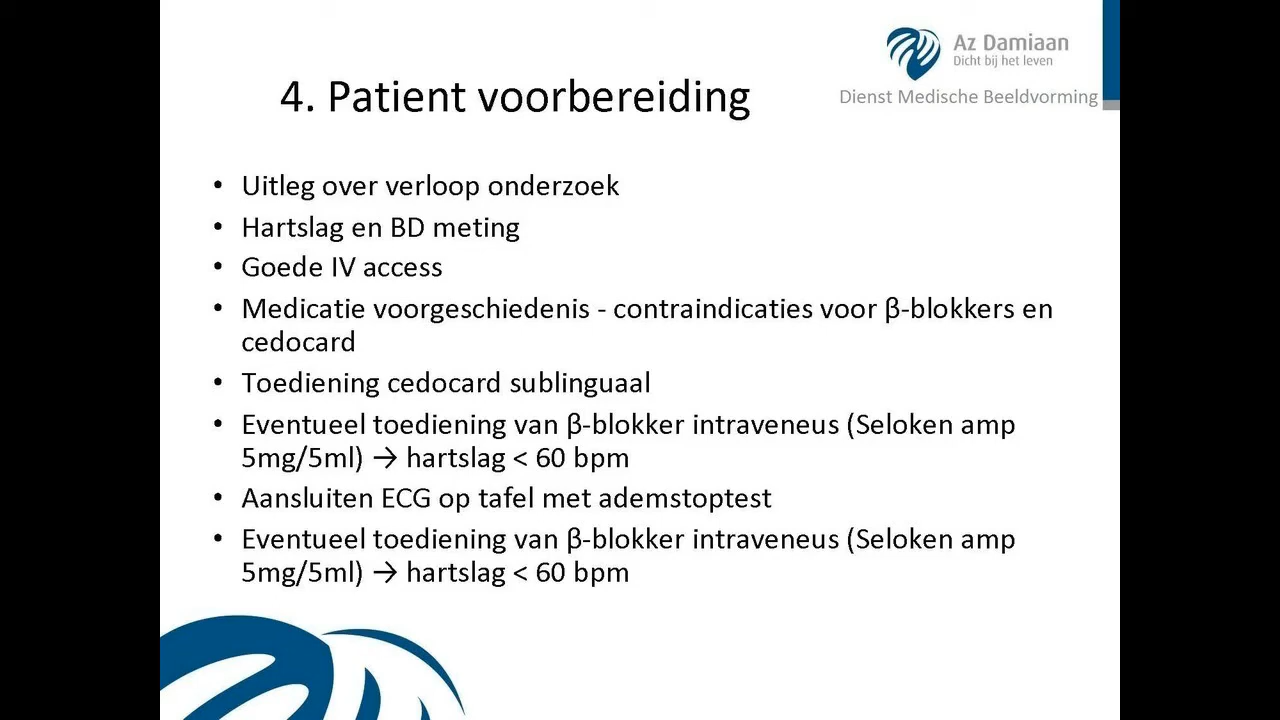 Az Damiaan
Dicht bij het leven
Dienst Medische Beeldvorming
4. Patient voorbereiding
• Uitleg over verloop onderzoek
• Hartslag en BD meting
• Goede IV access
• Medicatie voorgeschiedenis - contraindicaties voor β-blokkers en
cedocard
• Toediening cedocard sublinguaal
• Eventueel toediening van β-blokker intraveneus (Seloken amp
5mg/5ml) → hartslag < 60 bpm
• Aansluiten ECG op tafel met ademstoptest
• Eventueel toediening van β-blokker intraveneus (Seloken amp
5mg/5ml) → hartslag < 60 bpm